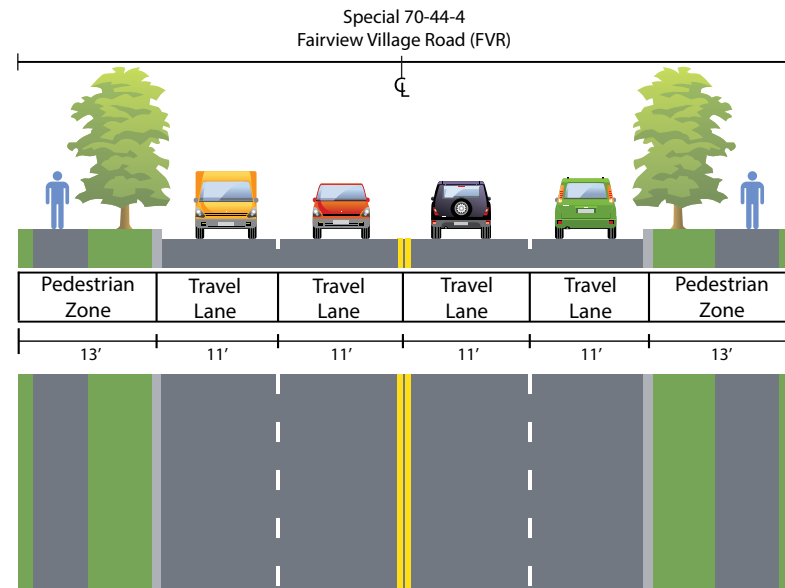 Special 70-44-4
Fairview Village Road (FVR)
℄
Pedestrian Zone
Travel Lane
Travel Lane
Travel Lane
Travel Lane
Pedestrian Zone
13’
11’
11’
11’
11’
13’